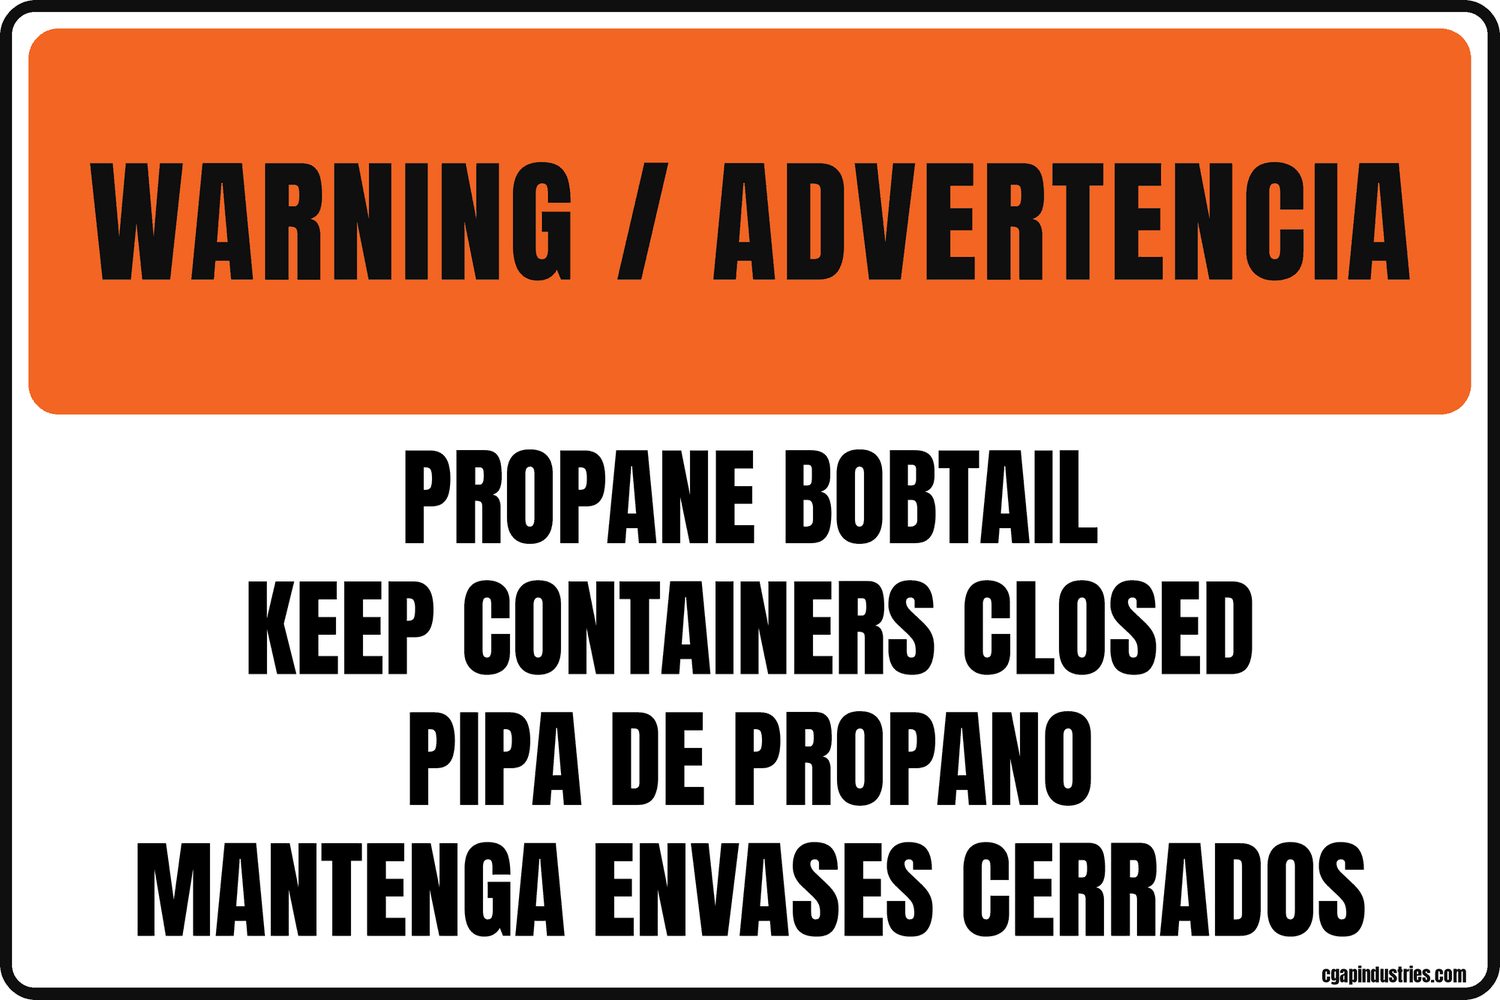 WARNING / ADVERTENCIA
PROPANE BOBTAIL
KEEP CONTAINERS CLOSED
PIPA DE PROPANO
MANTENGA ENVASES CERRADOS
cgapindustries.com